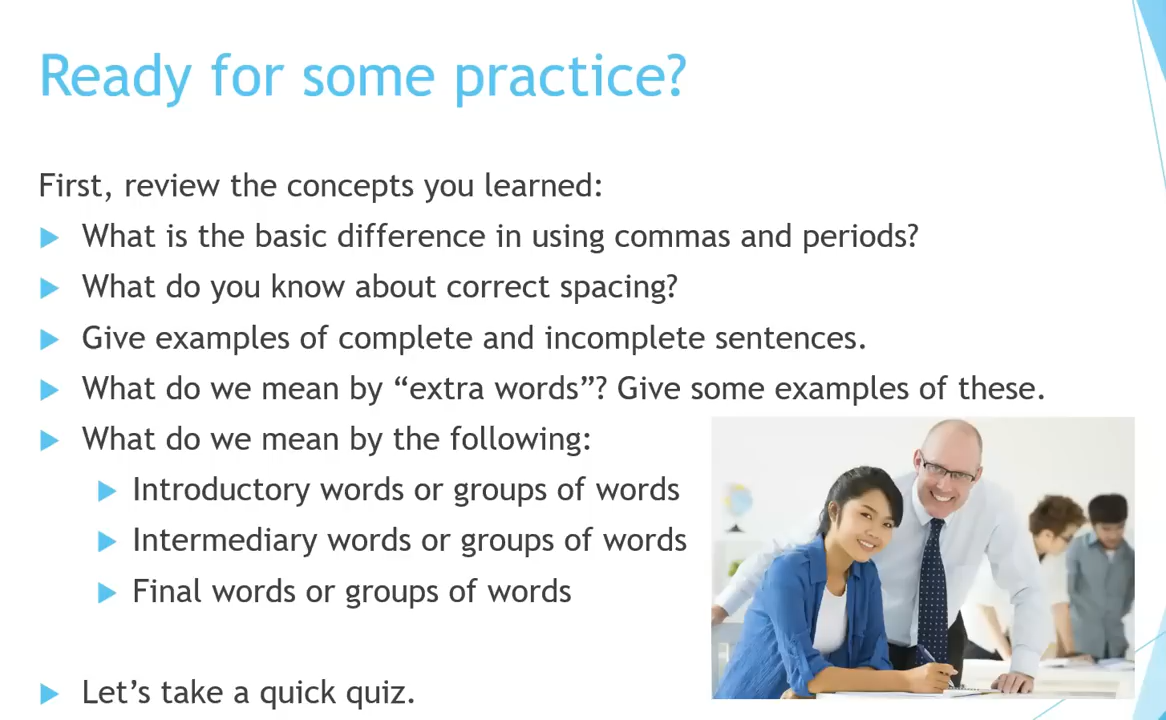 Ready for some practice?
First, review the concepts you learned:
What is the basic difference in using commas and periods?
What do you know about correct spacing?
Give examples of complete and incomplete sentences.
What do we mean by “extra words”? Give some examples of these.
What do we mean by the following:
Introductory words or groups of words
Intermediary words or groups of words
Final words or groups of words
Let’s take a quick quiz.